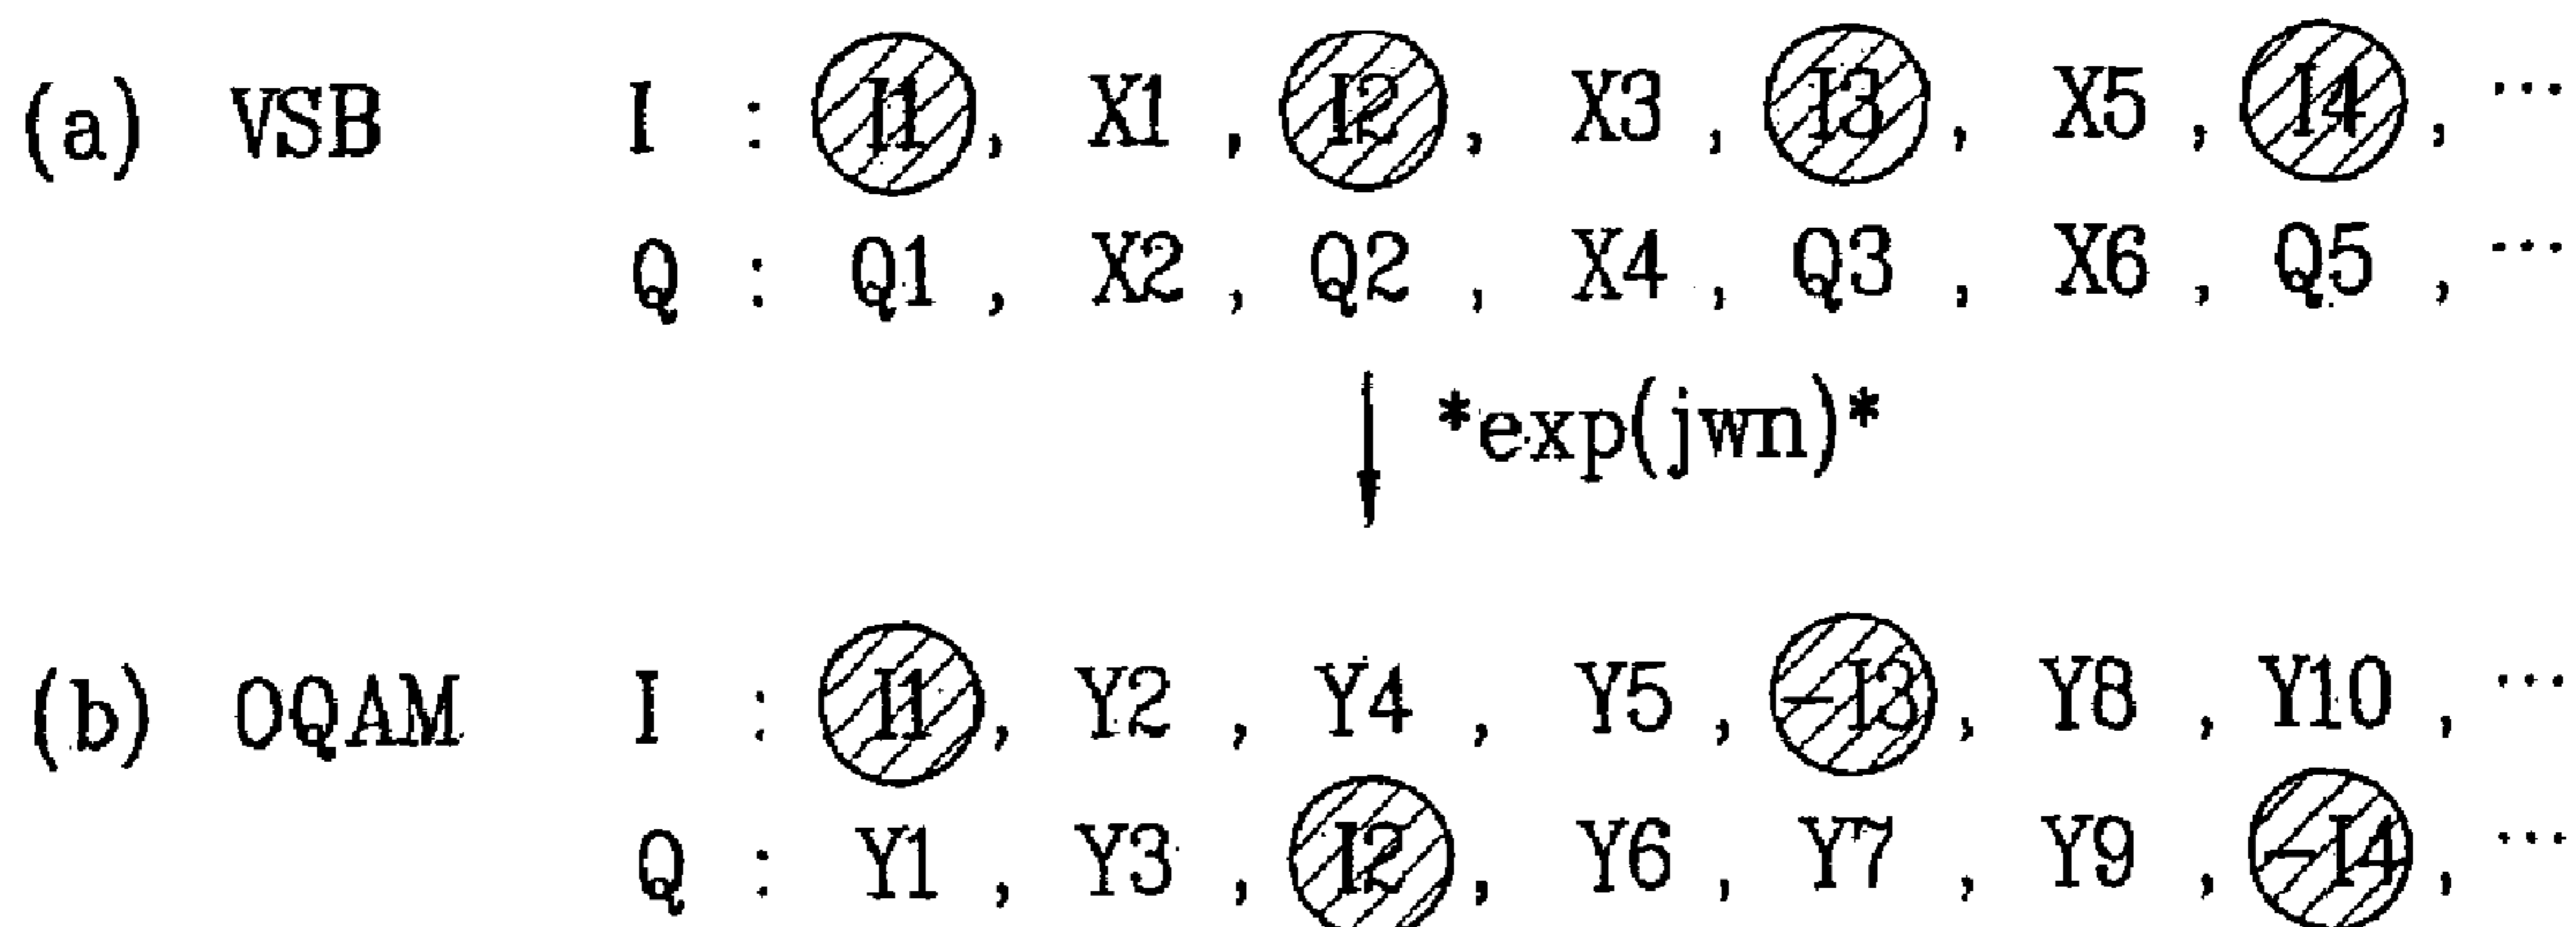 (a) VSB I : I1, X1, I2, X3, I3, X5, I4, ...
Q : Q1, X2, Q2, X4, Q3, X6, Q5, ...
*exp(jwn)*
(b) OQAM I : I1, Y2, Y4, Y5, -I3, Y8, Y10, ...
Q : Y1, Y3, I2, Y6, Y7, Y9, -I4, ...